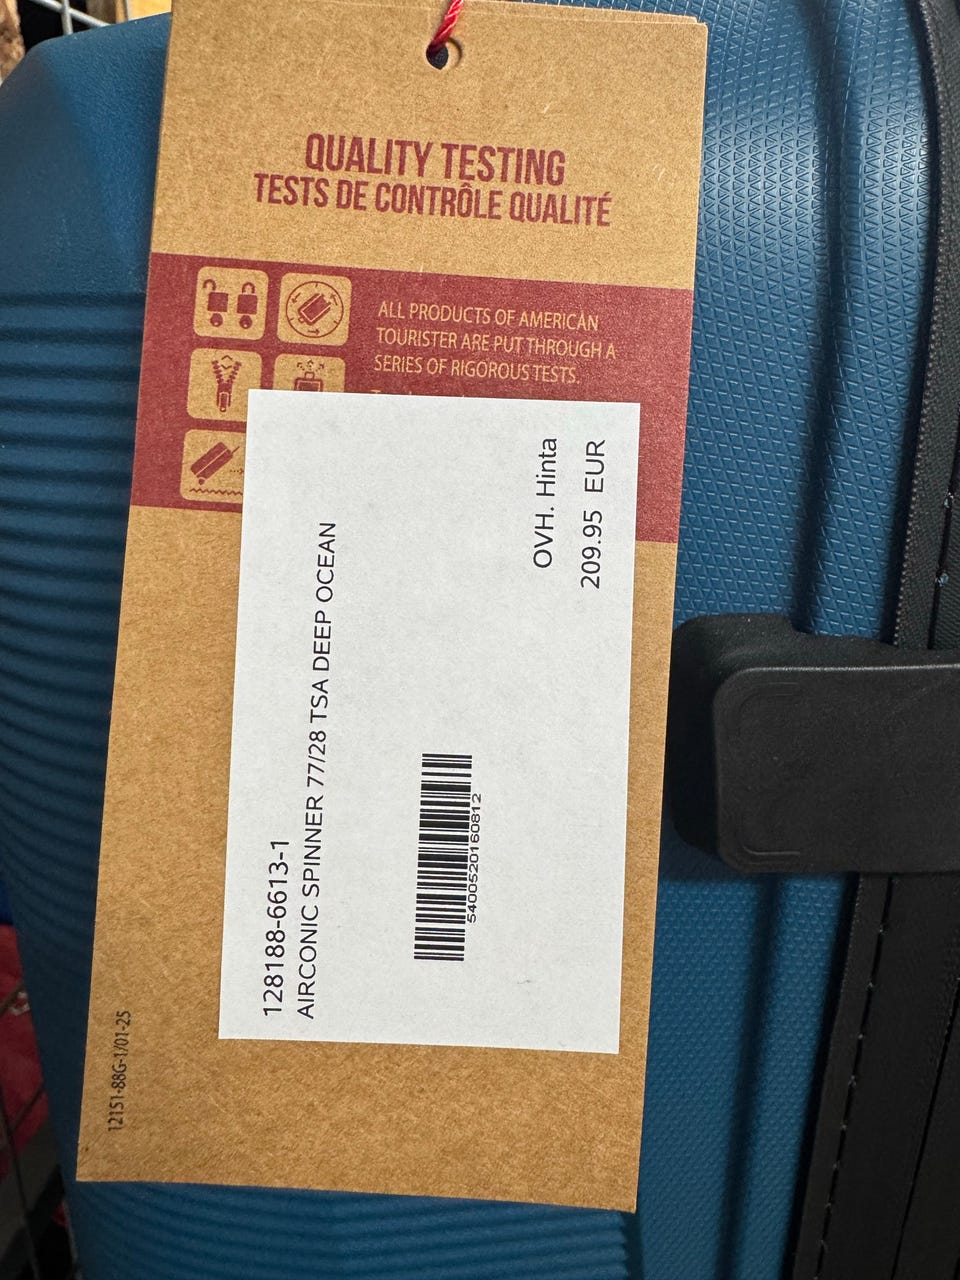 QUALITY TESTING
TESTS DE CONTRÔLE QUALITÉ
ALL PRODUCTS OF AMERICAN
TOURISTER ARE PUT THROUGH A
SERIES OF RIGOROUS TESTS.
128188-6613-1
AIRCONIC SPINNER 77/28 TSA DEEP OCEAN
5400520160812
OVH. Hinta
209.95 EUR
12151-88G-1/01-25